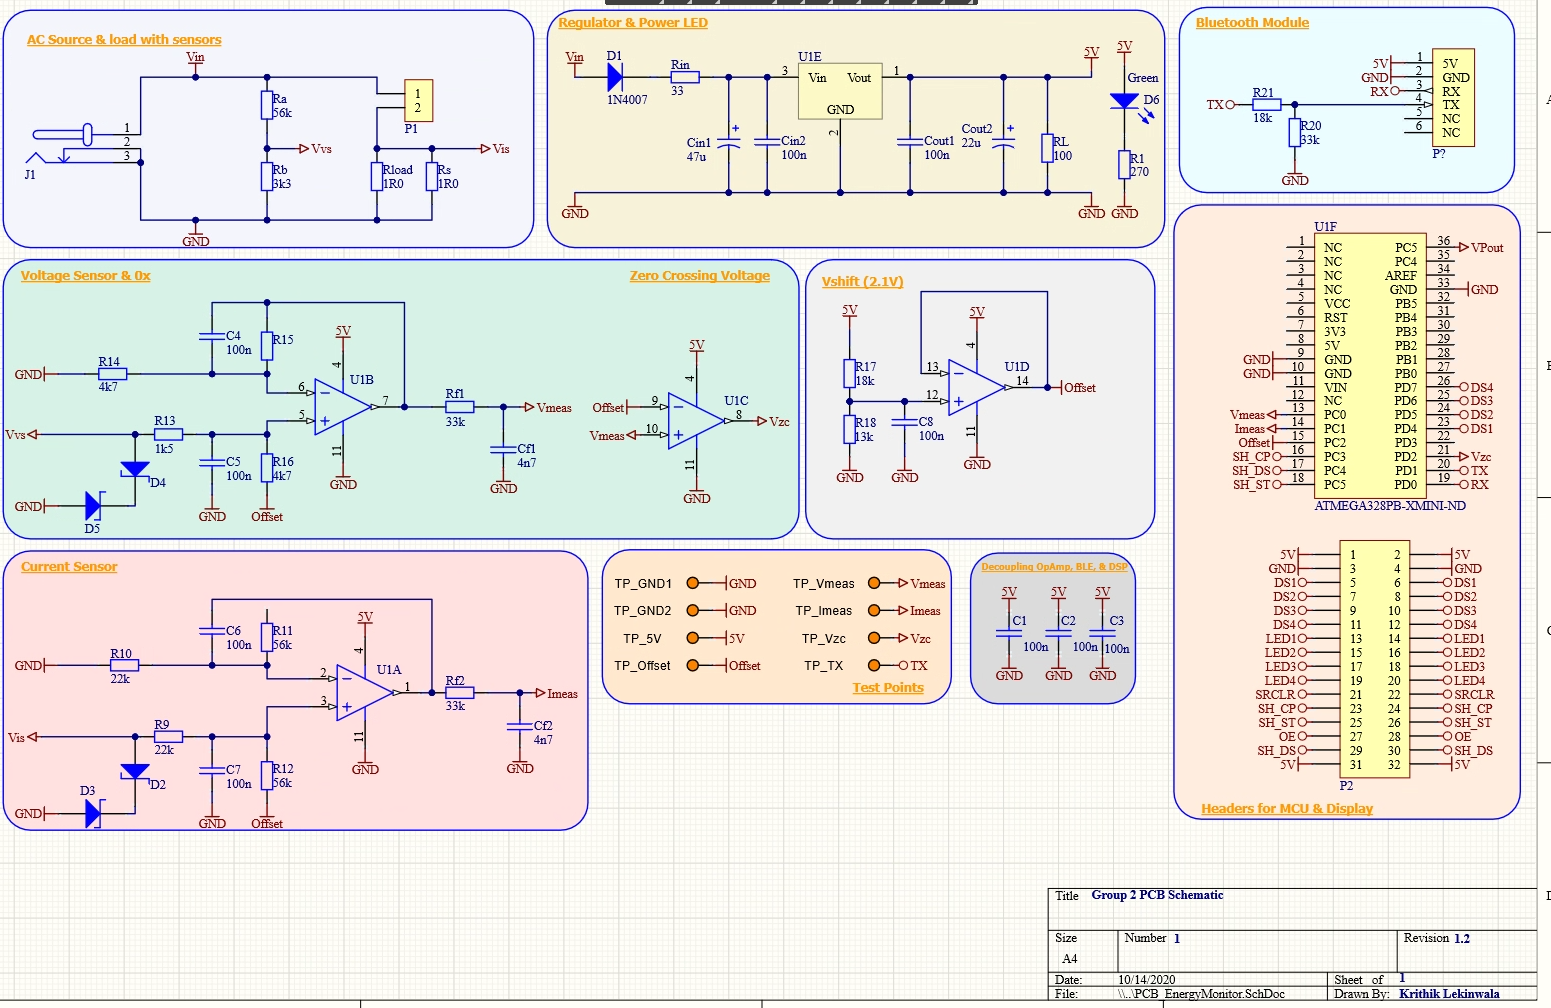 AC Source & load with sensors
Vin
Ra
56k
1
2
P1
1
2
3
J1
Vvs
Vis
Rb
3k3
Rload
1R0
Rs
1R0
GND
Regulator & Power LED
Vin
D1
1N4007
Rin
33
U1E
3
Vin
Vout
1
GND
2
5V
5V
Green
D6
Cin1
47u
Cin2
100n
Cout1
100n
Cout2
22u
RL
100
R1
270
GND
GND
GND
Bluetooth Module
5V
1
5V
GND
2
GND
RX
3
RX
TX
R21
18k
4
TX
5
NC
6
NC
R20
33k
P?
GND
Voltage Sensor & 0x
Zero Crossing Voltage
C4
100n
R15
5V
4
GND
R14
4k7
6
U1B
7
5
11
Vvs
R13
1k5
D4
C5
100n
R16
4k7
GND
D5
GND
Offset
GND
Rf1
33k
Vmeas
Cf1
4n7
GND
5V
4
Offset
9
U1C
Vmeas
10
8
Vzc
11
GND
Vshift (2.1V)
5V
5V
4
R17
18k
13
U1D
12
14
Offset
R18
13k
C8
100n
11
GND
GND
GND
U1F
1
NC
PC5
36
VPout
2
NC
PC4
35
3
NC
AREF
34
4
NC
GND
33
GND
5
VCC
PB5
32
6
RST
PB4
31
7
3V3
PB3
30
8
5V
PB2
29
GND
9
GND
PB1
28
GND
10
GND
PB0
27
11
VIN
PD7
26
DS4
12
NC
PD6
25
DS3
Vmeas
13
PC0
PD5
24
DS2
Imeas
14
PC1
PD4
23
DS1
Offset
15
PC2
PD3
22
SH_CP
16
PC3
PD2
21
Vzc
SH_DS
17
PC4
PD1
20
TX
SH_ST
18
PC5
PD0
19
RX
ATMEGA328PB-XMINI-ND
5V
1
2
5V
GND
3
4
GND
DS1
5
6
DS1
DS2
7
8
DS2
DS3
9
10
DS3
DS4
11
12
DS4
LED1
13
14
LED1
LED2
15
16
LED2
LED3
17
18
LED3
LED4
19
20
LED4
SRCLR
21
22
SRCLR
SH_CP
23
24
SH_CP
SH_ST
25
26
SH_ST
OE
27
28
OE
SH_DS
29
30
SH_DS
5V
31
32
5V
P2
Headers for MCU & Display
Current Sensor
C6
100n
R11
56k
5V
4
GND
R10
22k
2
U1A
1
3
11
Rf2
33k
Imeas
Cf2
4n7
GND
Vis
R9
22k
D2
C7
100n
R12
56k
GND
D3
GND
GND
Offset
TP_GND1
GND
TP_Vmeas
Vmeas
TP_GND2
GND
TP_Imeas
Imeas
TP_5V
5V
TP_Vzc
Vzc
TP_Offset
Offset
TP_TX
TX
Test Points
Decoupling OpAmp, BLE, & DSP
5V
5V
5V
C1
100n
C2
100n
C3
100n
GND
GND
GND
Title Group 2 PCB Schematic
Size
A4
Number 1
Revision 1.2
Date: 10/14/2020
Sheet of 1
File: \\..\PCB_EnergyMonitor.SchDoc
Drawn By: Krithik Lekinwala